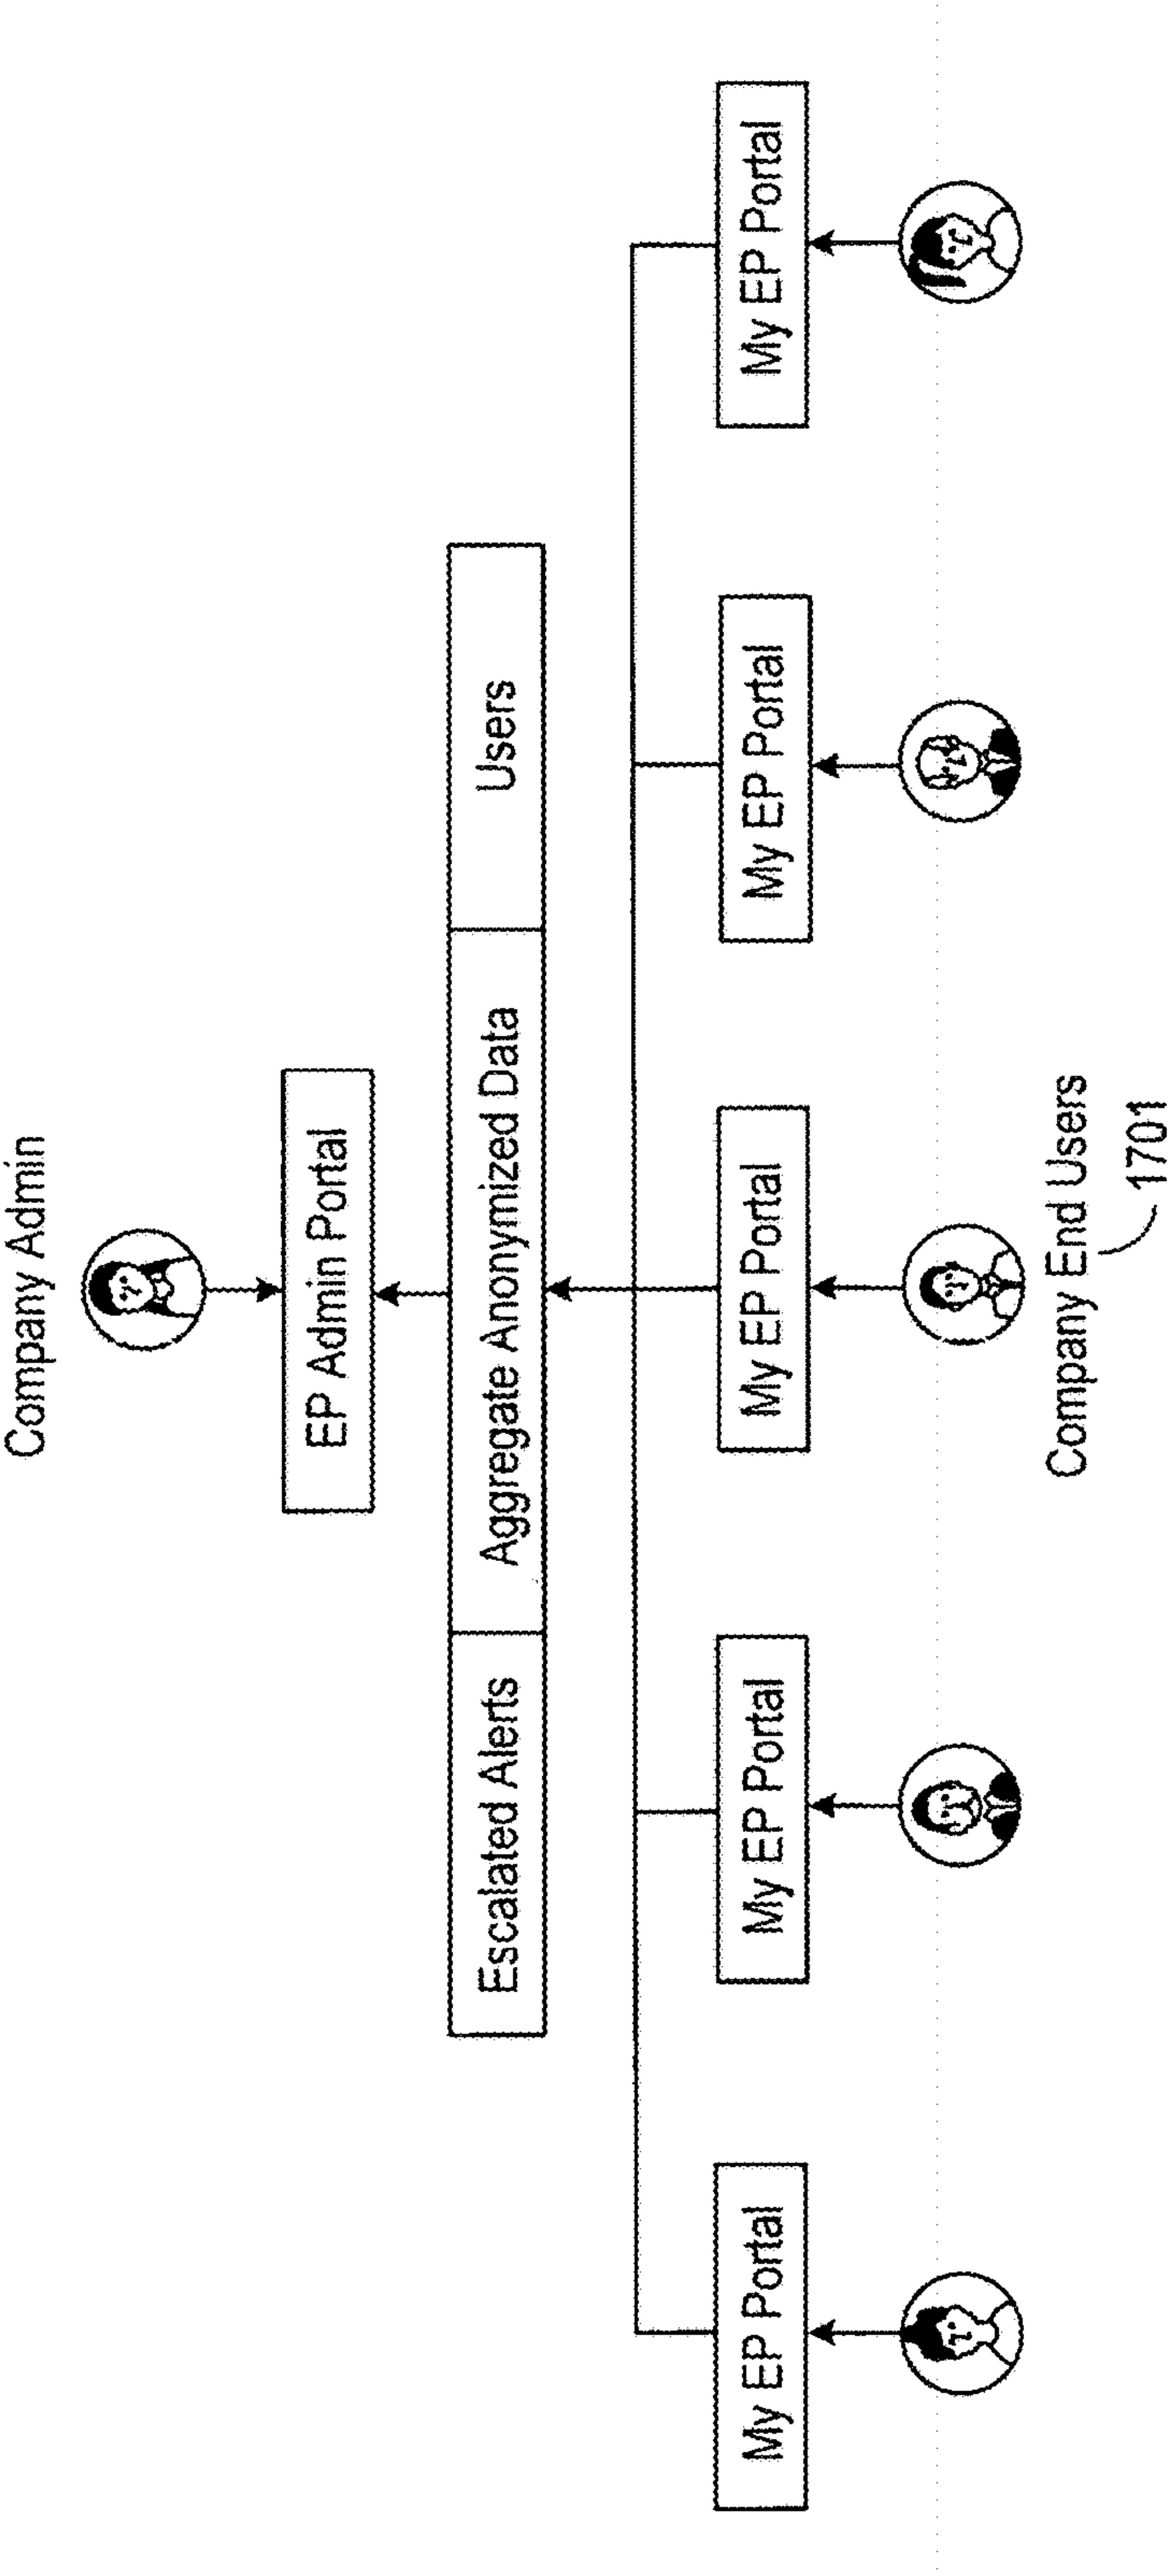 Company Admin
EP Admin Portal
Escalated Alerts
Aggregate Anonymized Data
Users
My EP Portal
My EP Portal
My EP Portal
My EP Portal
My EP Portal
Company End Users
1701